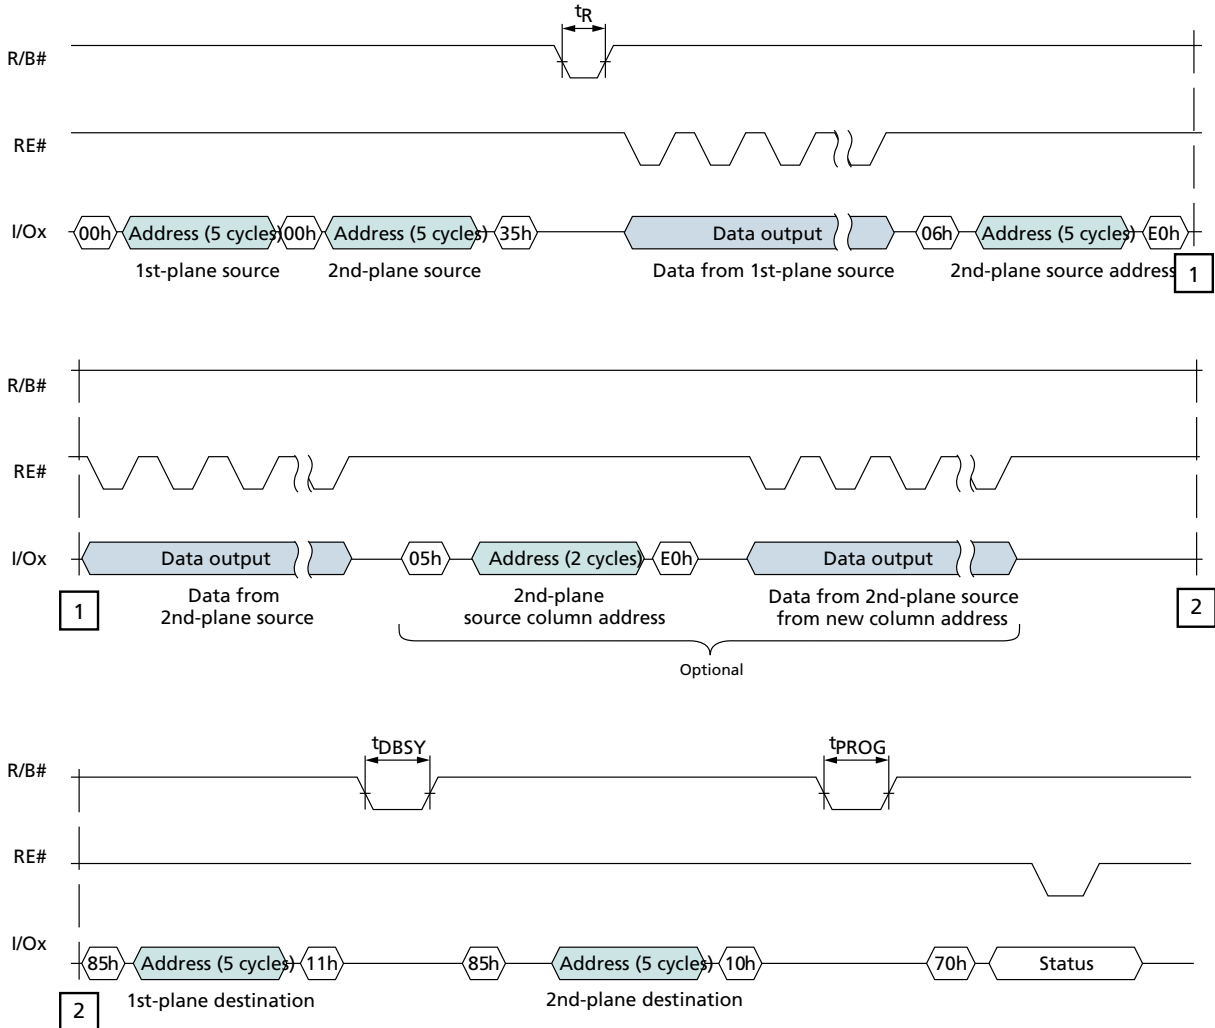 tR
R/B#
RE#
I/Ox
00h Address (5 cycles) 00h Address (5 cycles) 35h Data output 06h Address (5 cycles) E0h
1st-plane source 2nd-plane source Data from 1st-plane source 2nd-plane source address
1
R/B#
RE#
I/Ox
Data output 05h Address (2 cycles) E0h Data output
1
Data from
2nd-plane source
2nd-plane
source column address
Data from 2nd-plane source
from new column address
2
Optional
tDBSY tPROG
R/B#
RE#
I/Ox
85h Address (5 cycles) 11h 85h Address (5 cycles) 10h 70h Status
1st-plane destination 2nd-plane destination
2